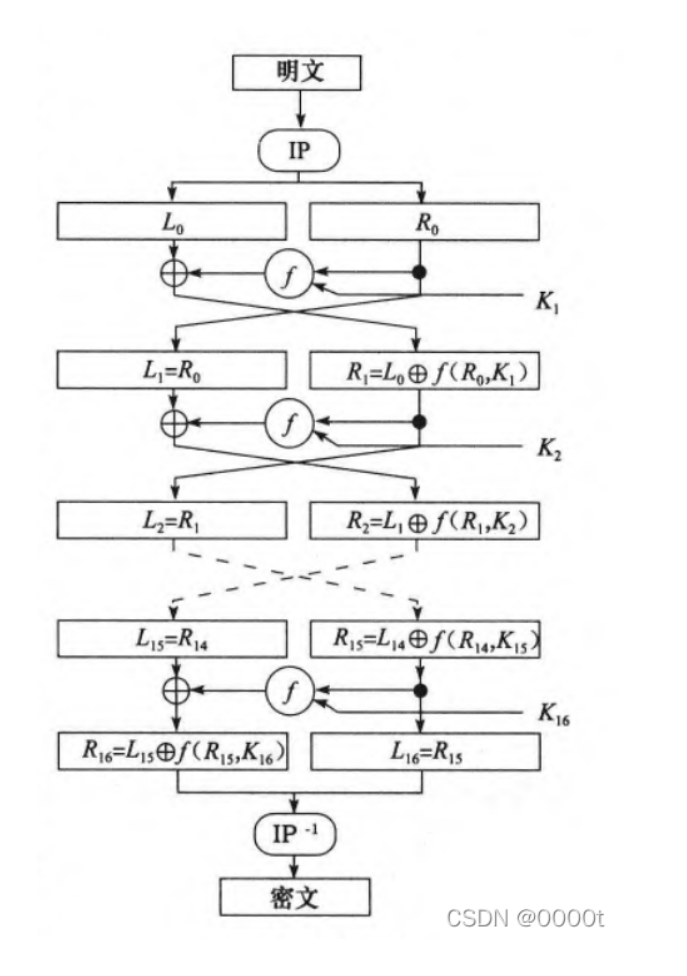 明文
IP
L₀ R₀
f
K₁
L₁=R₀ R₁=L₀⊕f(R₀,K₁)
f
K₂
L₂=R₁ R₂=L₁⊕f(R₁,K₂)
L₁₅=R₁₄ R₁₅=L₁₄⊕f(R₁₄,K₁₅)
f
K₁₆
R₁₆=L₁₅⊕f(R₁₅,K₁₆) L₁₆=R₁₅
IP⁻¹
密文
CSDN @0000t